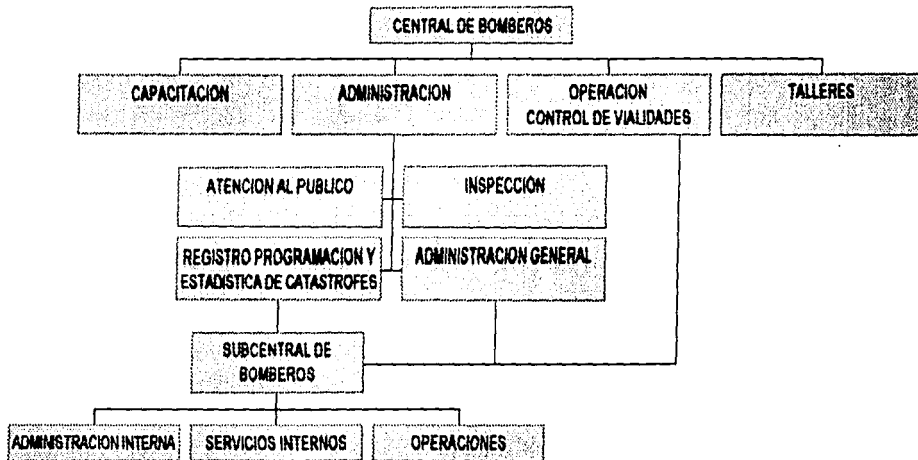 CENTRAL DE BOMBEROS
CAPACITACION
ADMINISTRACION
OPERACION
CONTROL DE VIALIDADES
TALLERES
ATENCION AL PUBLICO
INSPECCIÓN
REGISTRO PROGRAMACION Y
ESTADISTICA DE CATASTROFES
ADMINISTRACION GENERAL
SUBCENTRAL DE
BOMBEROS
ADMINISTRACION INTERNA
SERVICIOS INTERNOS
OPERACIONES